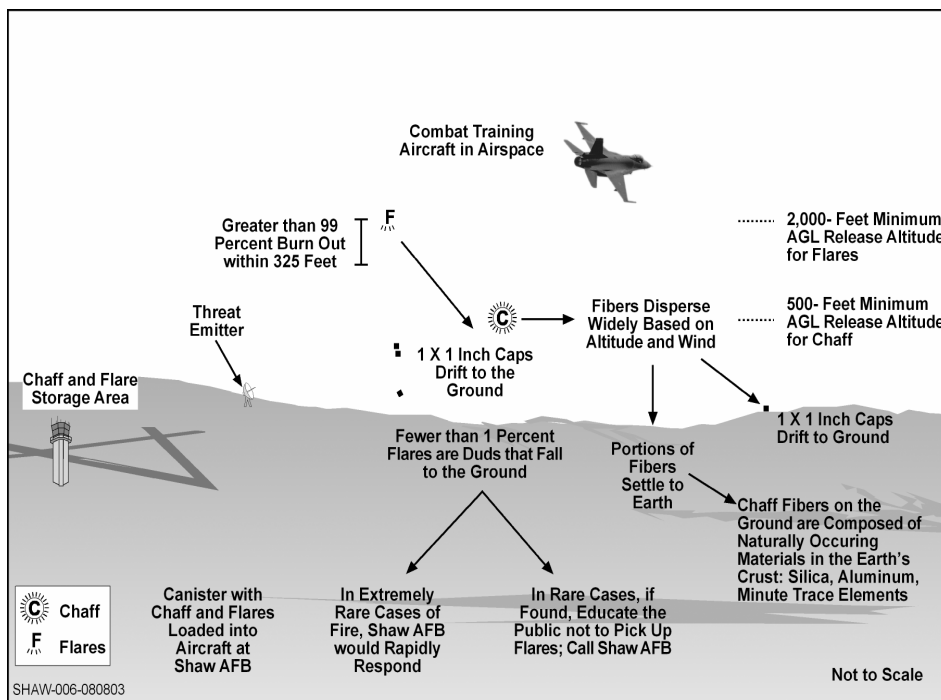 Combat Training
Aircraft in Airspace
F
Greater than 99
Percent Burn Out
within 325 Feet
2,000- Feet Minimum
AGL Release Altitude
for Flares
C
Fibers Disperse
Widely Based on
Altitude and Wind
500- Feet Minimum
AGL Release Altitude
for Chaff
Threat
Emitter
1 X 1 Inch Caps
Drift to the
Ground
Chaff and Flare
Storage Area
1 X 1 Inch Caps
Drift to Ground
Fewer than 1 Percent
Flares are Duds that Fall
to the Ground
Portions of
Fibers
Settle to
Earth
Chaff Fibers on the
Ground are Composed of
Naturally Occuring
Materials in the Earth's
Crust: Silica, Aluminum,
Minute Trace Elements
C Chaff
F Flares
Canister with
Chaff and Flares
Loaded into
Aircraft at
Shaw AFB
In Extremely
Rare Cases of
Fire, Shaw AFB
would Rapidly
Respond
In Rare Cases, if
Found, Educate the
Public not to Pick Up
Flares; Call Shaw AFB
Not to Scale
SHAW-006-080803